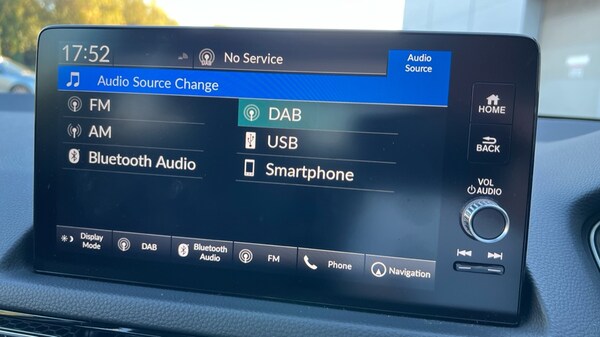 17:52
DAB
No Service
Audio
Source
Audio Source Change
FM
DAB
AM
USB
Bluetooth Audio
Smartphone
HOME
BACK
VOL
AUDIO
Display
Mode
DAB
Bluetooth
Audio
FM
Phone
Navigation